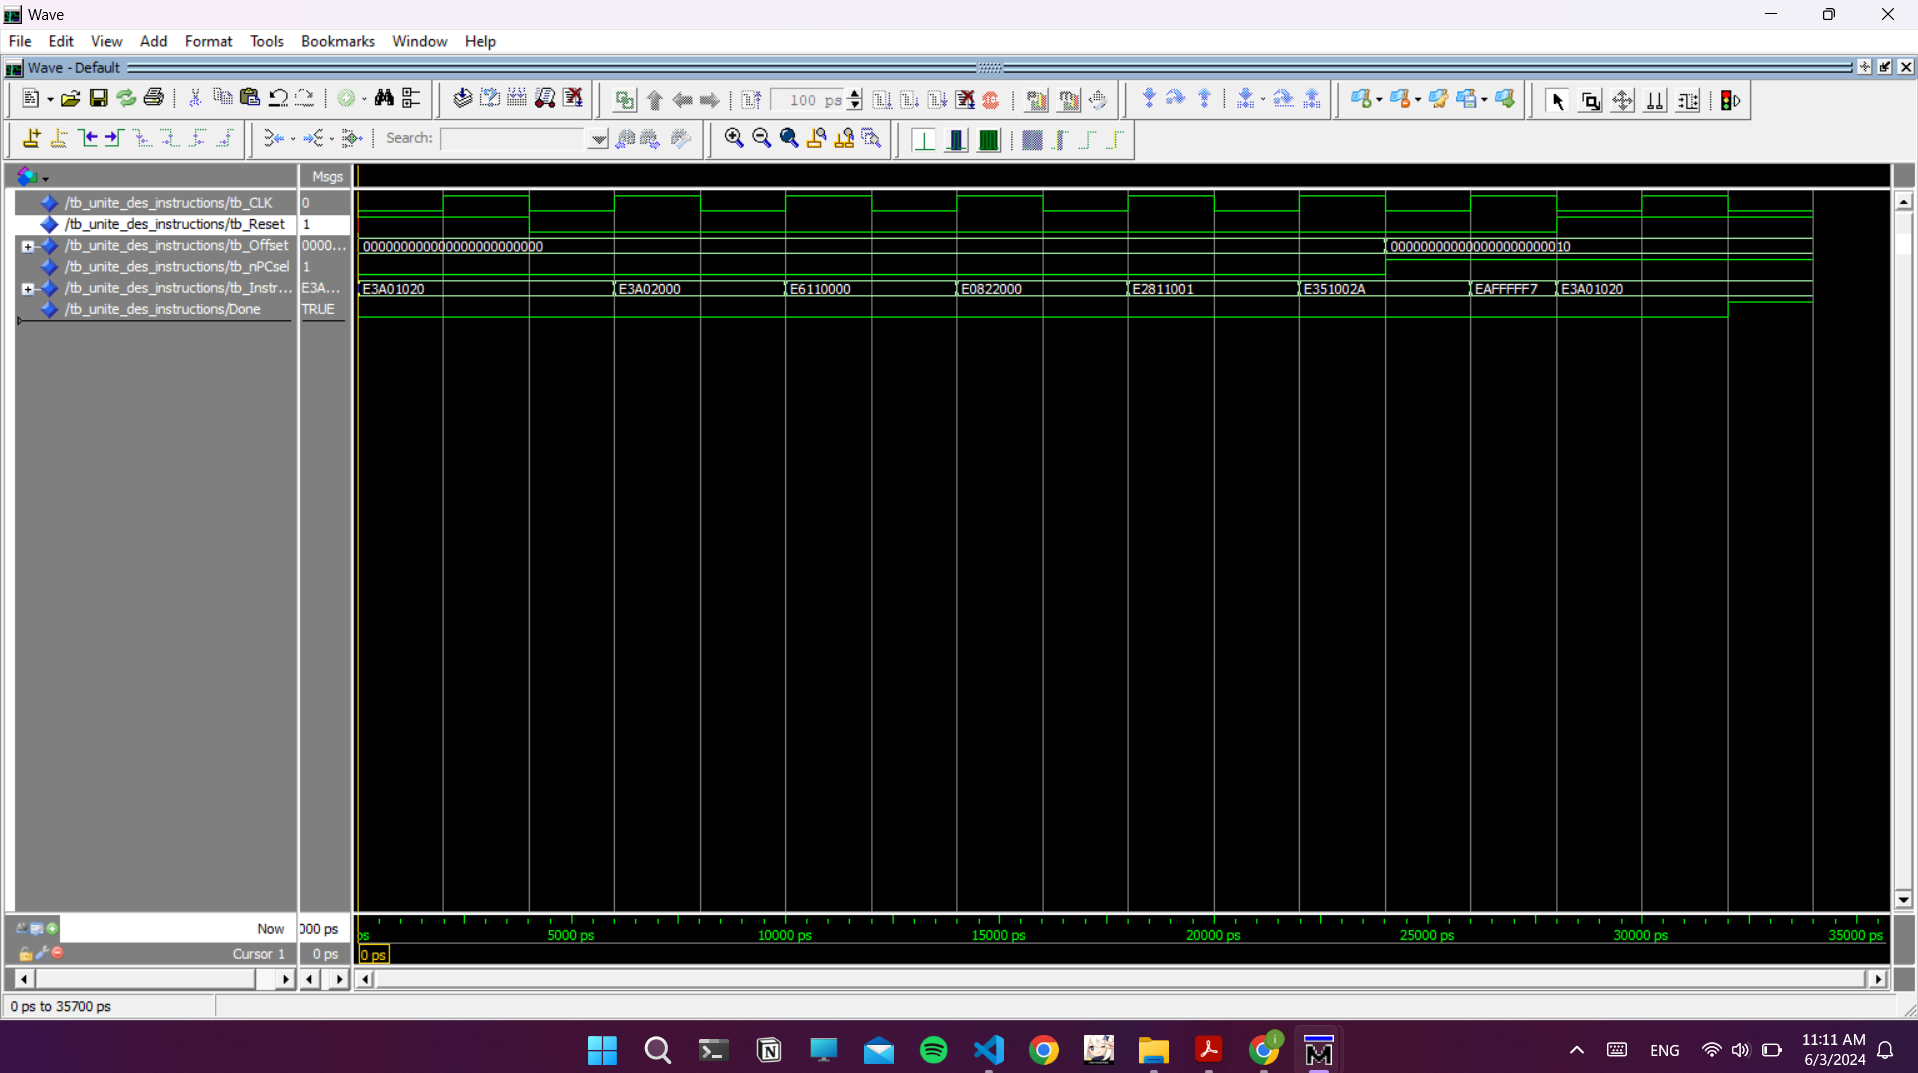 Wave
File Edit View Add Format Tools Bookmarks Window Help
Wave - Default
100 ps
Search:
Msgs
/tb_unite_des_instructions/tb_CLK 0
/tb_unite_des_instructions/tb_Reset 1
/tb_unite_des_instructions/tb_Offset 0000... 000000000000000000000000 000000000000000000000010
/tb_unite_des_instructions/tb_nPCsel 1
/tb_unite_des_instructions/tb_Instr... E3A... E3A01020 E3A02000 E6110000 E0822000 E2811001 E351002A EAFFFFF7 E3A01020
/tb_unite_des_instructions/Done TRUE
Now 000 ps ps 5000 ps 10000 ps 15000 ps 20000 ps 25000 ps 30000 ps 35000 ps
Cursor 1 0 ps 0 ps
0 ps to 35700 ps
ENG 11:11 AM
6/3/2024